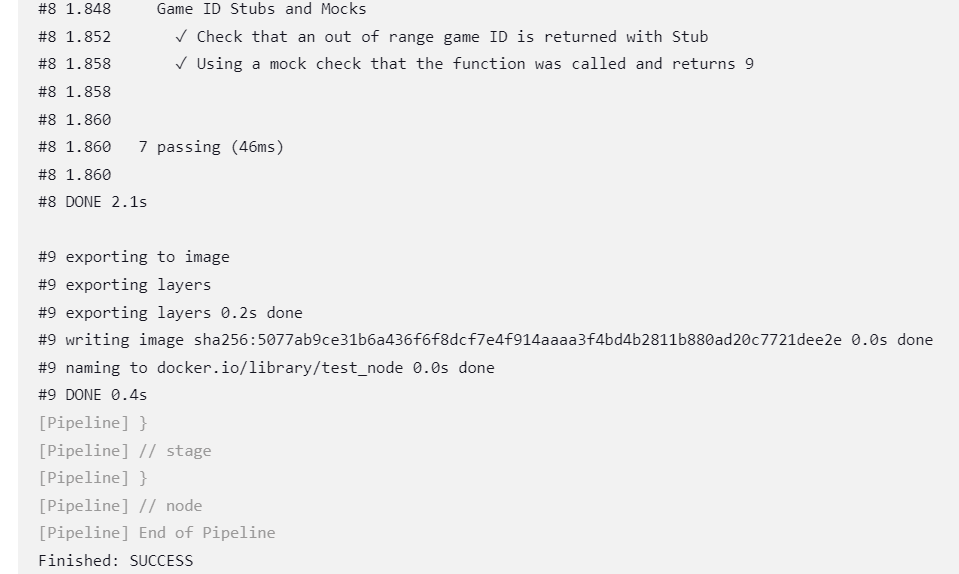 #8 1.848     Game ID Stubs and Mocks
#8 1.852       ✓ Check that an out of range game ID is returned with Stub
#8 1.858       ✓ Using a mock check that the function was called and returns 9
#8 1.858
#8 1.860
#8 1.860   7 passing (46ms)
#8 1.860
#8 DONE 2.1s

#9 exporting to image
#9 exporting layers
#9 exporting layers 0.2s done
#9 writing image sha256:5077ab9ce31b6a436f6f8dcf7e4f914aaaa3f4bd4b2811b880ad20c7721dee2e 0.0s done
#9 naming to docker.io/library/test_node 0.0s done
#9 DONE 0.4s
[Pipeline] }
[Pipeline] // stage
[Pipeline] }
[Pipeline] // node
[Pipeline] End of Pipeline
Finished: SUCCESS